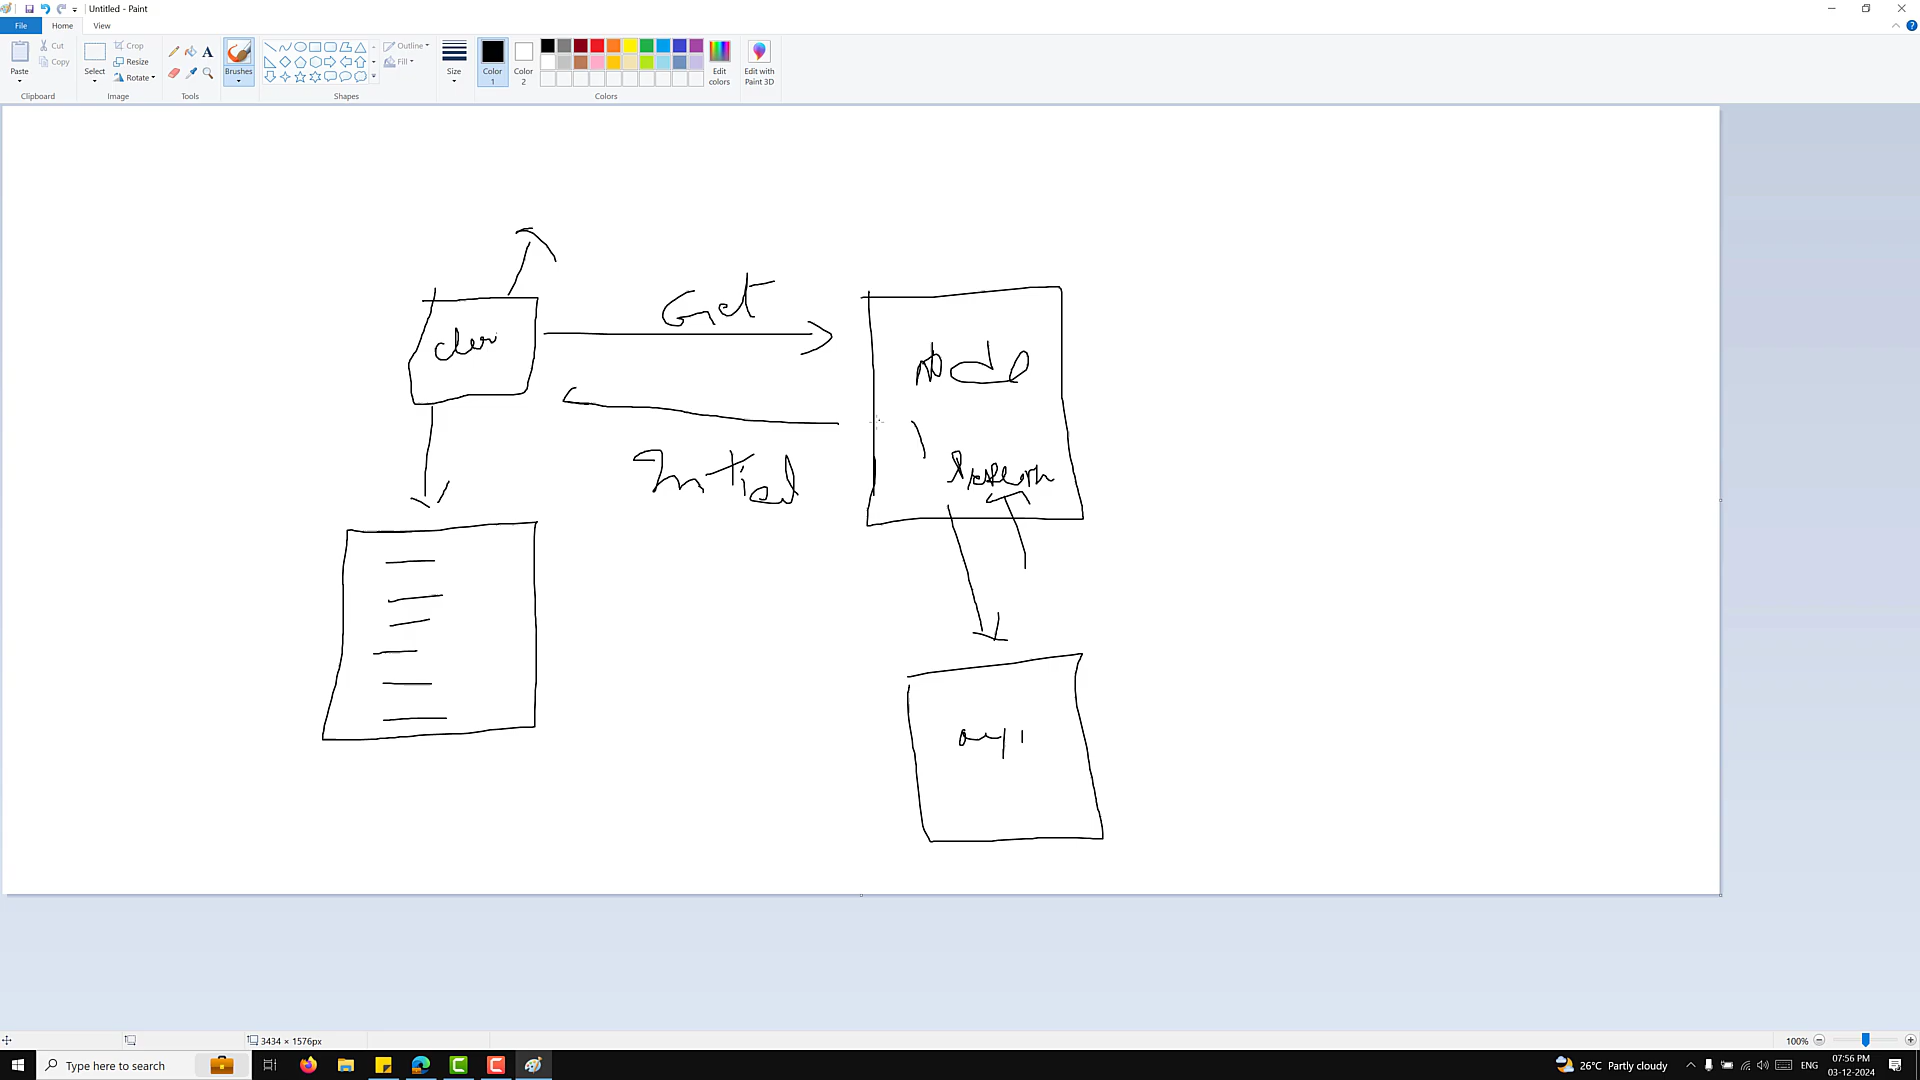 Untitled - Paint
File
Home
View
Paste
Cut
Copy
Clipboard
Select
Crop
Resize
Rotate
Image
Tools
Brushes
Outline
Fill
Shapes
Size
Color
1
Color
2
Colors
Edit
colors
Edit with
Paint 3D
Get
Node
Initial
3434 × 1576px
100%
Type here to search
26°C Partly cloudy
ENG
07:56 PM
03-12-2024